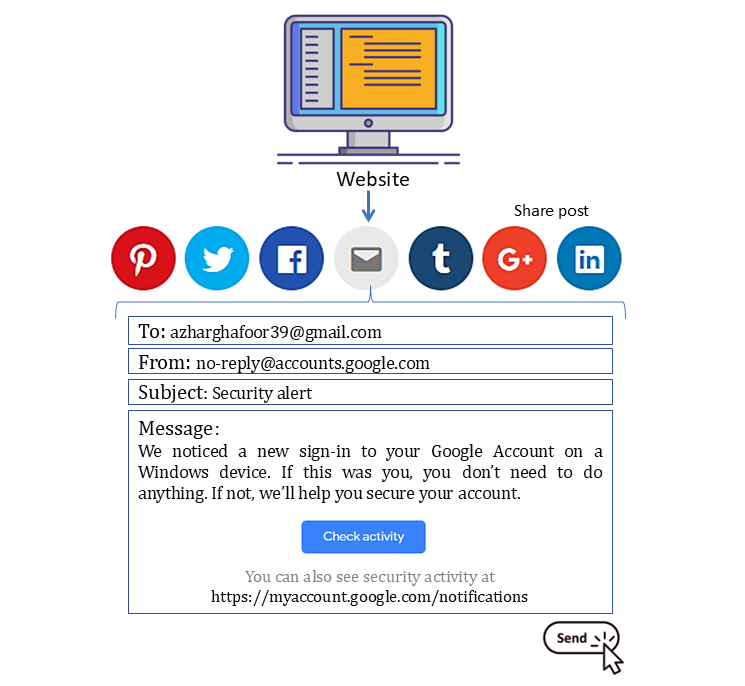 Website
Share post
G+
in
To: azharghafoor39@gmail.com
From: no-reply@accounts.google.com
Subject: Security alert
Message:
We noticed a new sign-in to your Google Account on a
Windows device. If this was you, you don't need to do
anything. If not, we'll help you secure your account.
Check activity
You can also see security activity at
https://myaccount.google.com/notifications
Send